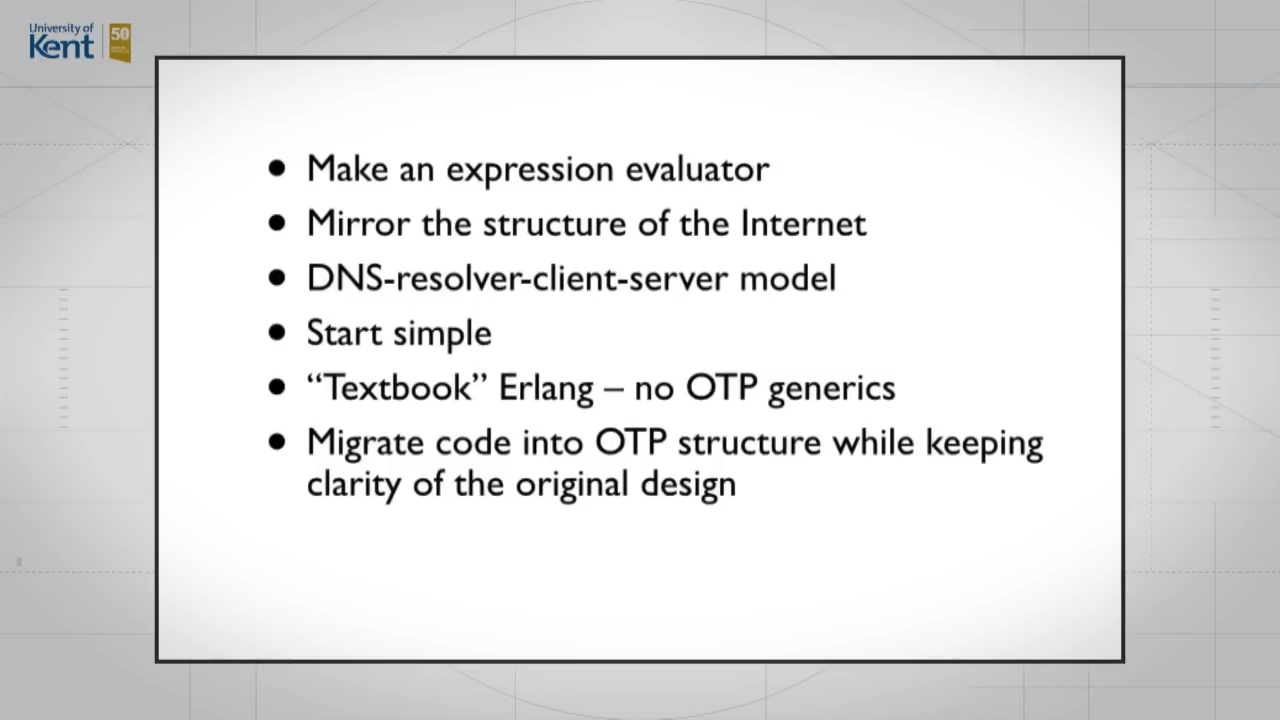 University of
Kent
50
• Make an expression evaluator
• Mirror the structure of the Internet
• DNS-resolver-client-server model
• Start simple
• “Textbook” Erlang – no OTP generics
• Migrate code into OTP structure while keeping
clarity of the original design